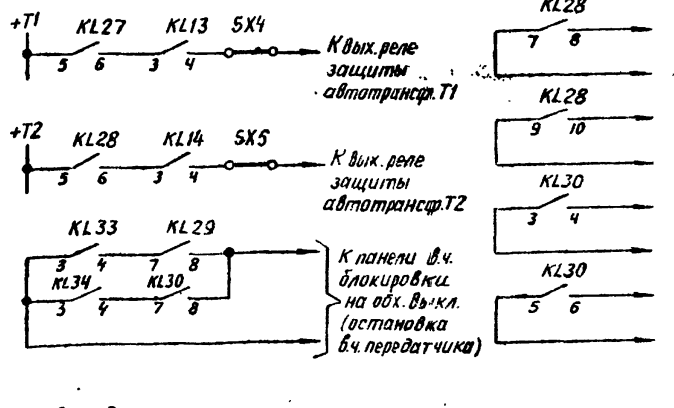 +T1 KL27 KL13 SX4
5 6 3 4
К вых. реле
защиты
автотрансф. T1
+T2 KL28 KL14 SX5
5 6 3 4
К вых. реле
защиты
автотрансф. T2
KL33 KL29
3 4 7 8
KL34 KL30
3 4 7 8
К панели в.ч.
блокировки
на обх. выкл.
(остановка
в.ч. передатчика)
KL28
7 8
KL28
9 10
KL30
3 4
KL30
5 6